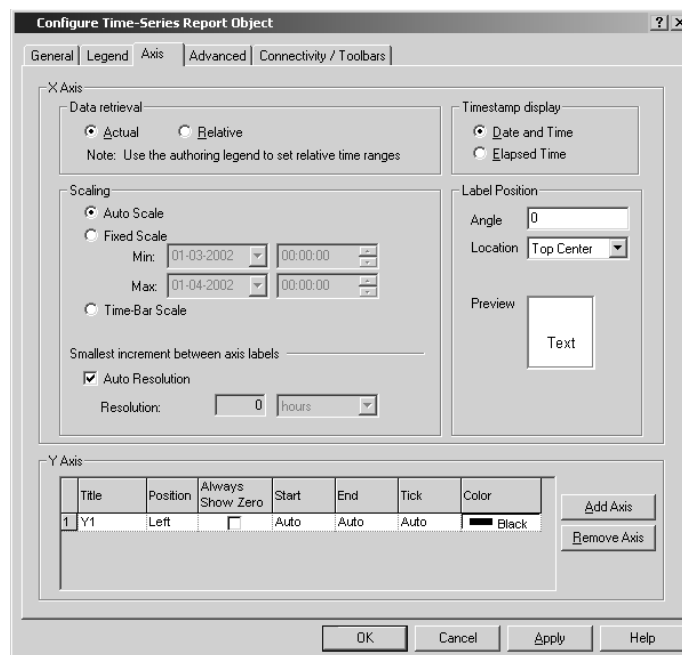 Configure Time-Series Report Object
? x
General Legend Axis Advanced Connectivity / Toolbars
X Axis
Data retrieval
Actual Relative
Note: Use the authoring legend to set relative time ranges
Timestamp display
Date and Time
Elapsed Time
Scaling
Auto Scale
Fixed Scale
Min: 01-03-2002 00:00:00
Max: 01-04-2002 00:00:00
Time-Bar Scale
Smallest increment between axis labels
Auto Resolution
Resolution: 0 hours
Label Position
Angle 0
Location Top Center
Preview
Text
Y Axis
Title Position Always Show Zero Start End Tick Color
1 Y1 Left Auto Auto Auto Black
Add Axis
Remove Axis
OK Cancel Apply Help